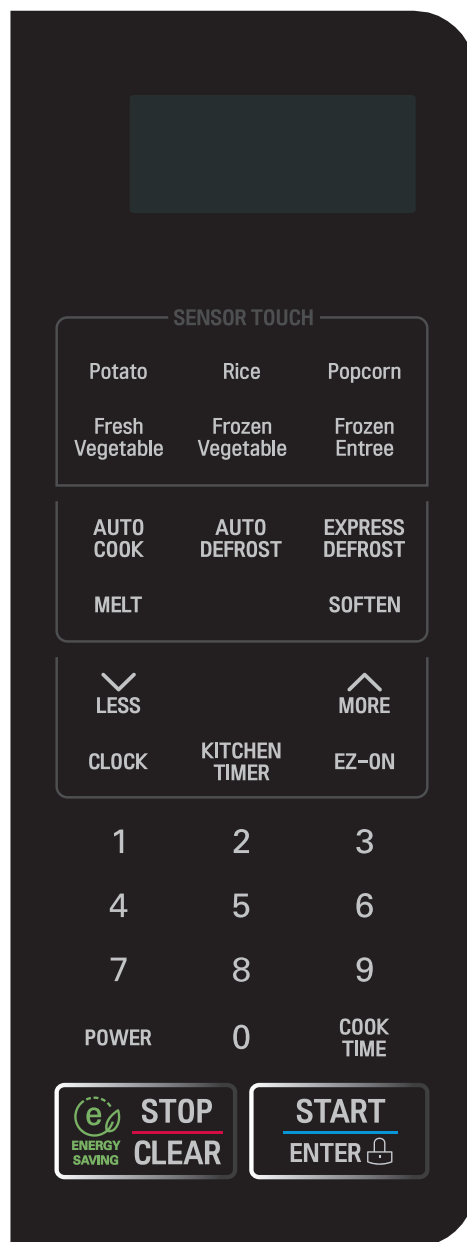 SENSOR TOUCH
Potato Rice Popcorn
Fresh Frozen Frozen
Vegetable Vegetable Entree
AUTO AUTO EXPRESS
COOK DEFROST DEFROST
MELT SOFTEN
LESS MORE
CLOCK KITCHEN TIMER EZ-ON
1 2 3
4 5 6
7 8 9
POWER 0 COOK TIME
e ENERGY SAVING STOP CLEAR START ENTER